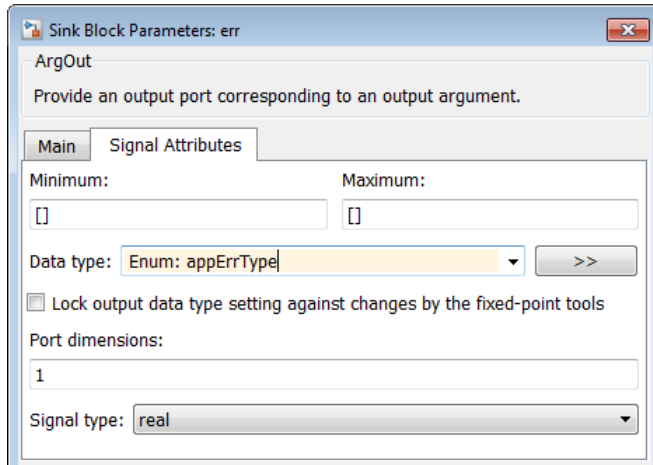 Sink Block Parameters: err
ArgOut
Provide an output port corresponding to an output argument.
Main Signal Attributes
Minimum: Maximum:
[] []
Data type: Enum: appErrType >>
Lock output data type setting against changes by the fixed-point tools
Port dimensions:
1
Signal type: real